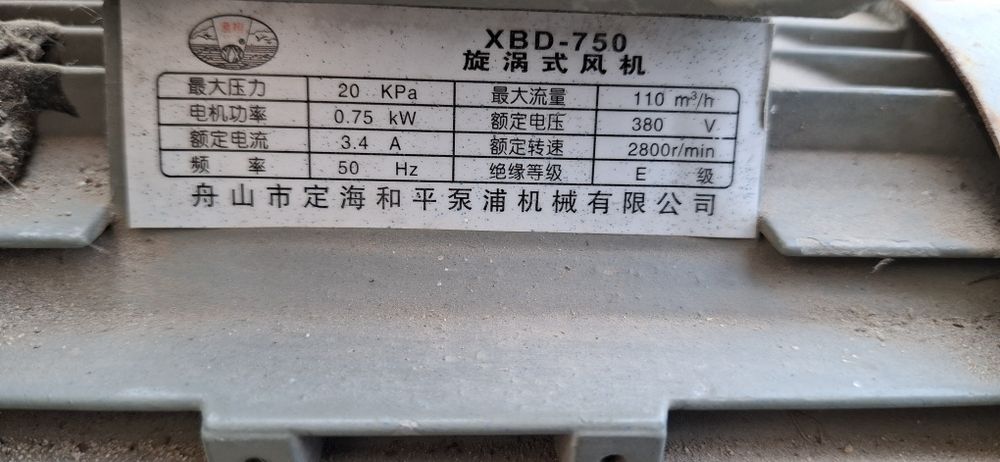 XBD-750
旋涡式风机
最大压力 20 KPa 最大流量 110 m³/h
电机功率 0.75 kW 额定电压 380 V
额定电流 3.4 A 额定转速 2800r/min
频 率 50 Hz 绝缘等级 E 级
舟山市定海和平泵浦机械有限公司